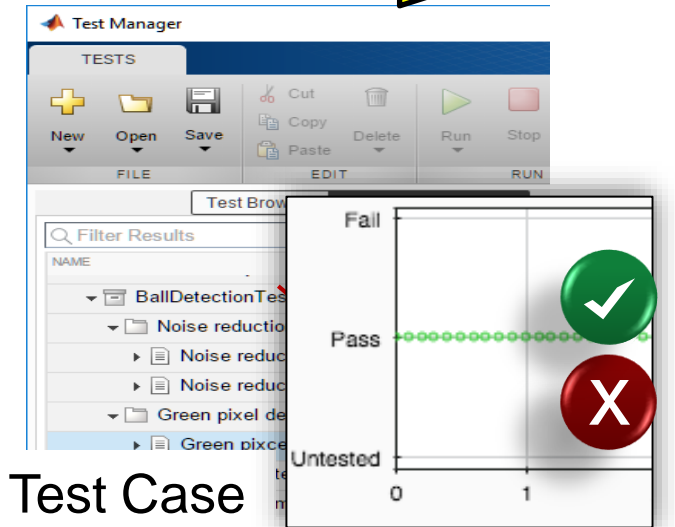 Test Manager
TESTS
New
Open
Save
Cut
Copy
Paste
Delete
Run
Stop
FILE
EDIT
RUN
Test Brow
Filter Results
NAME
BallDetectionTes
Noise reductio
Noise reduc
Noise reduc
Green pixel de
Green pixce
Test Case
Fail
Pass
Untested
0
1
X